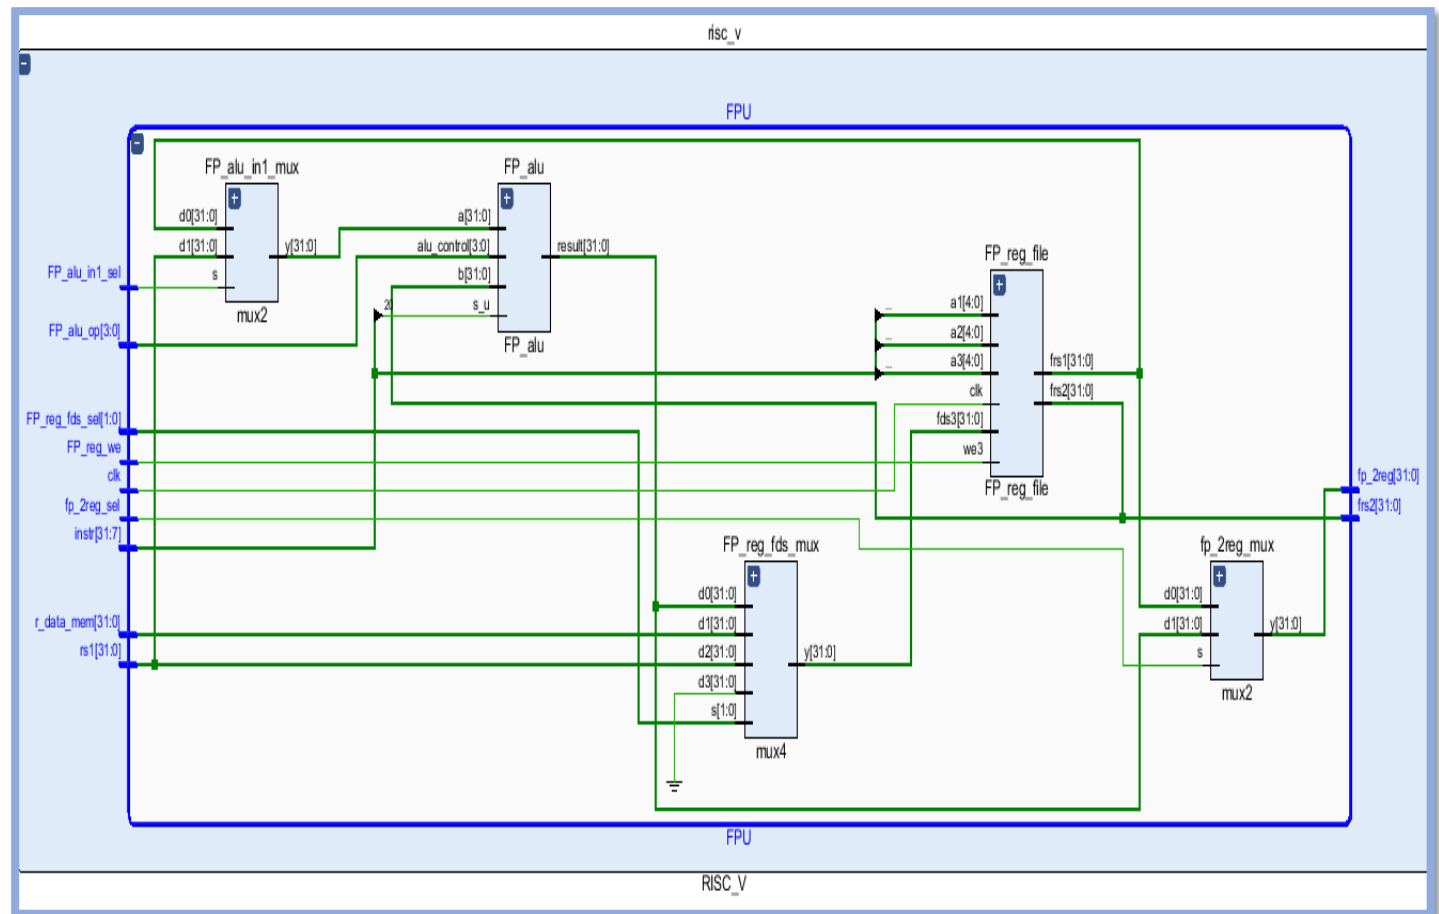 risc_v
FPU
FP_alu_in1_mux
d0[31:0]
d1[31:0]
s
y[31:0]
mux2
FP_alu
a[31:0]
alu_control[3:0]
b[31:0]
s_u
result[31:0]
FP_alu
20
FP_reg_file
a1[4:0]
a2[4:0]
a3[4:0]
clk
fds3[31:0]
we3
frs1[31:0]
frs2[31:0]
FP_reg_file
FP_alu_in1_sel
FP_alu_op[3:0]
FP_reg_fds_sel[1:0]
FP_reg_we
clk
fp_2reg_sel
instr[31:7]
r_data_mem[31:0]
rs1[31:0]
FP_reg_fds_mux
d0[31:0]
d1[31:0]
d2[31:0]
d3[31:0]
s[1:0]
y[31:0]
mux4
fp_2reg_mux
d0[31:0]
d1[31:0]
s
y[31:0]
mux2
fp_2reg[31:0]
frs2[31:0]
FPU
RISC_V